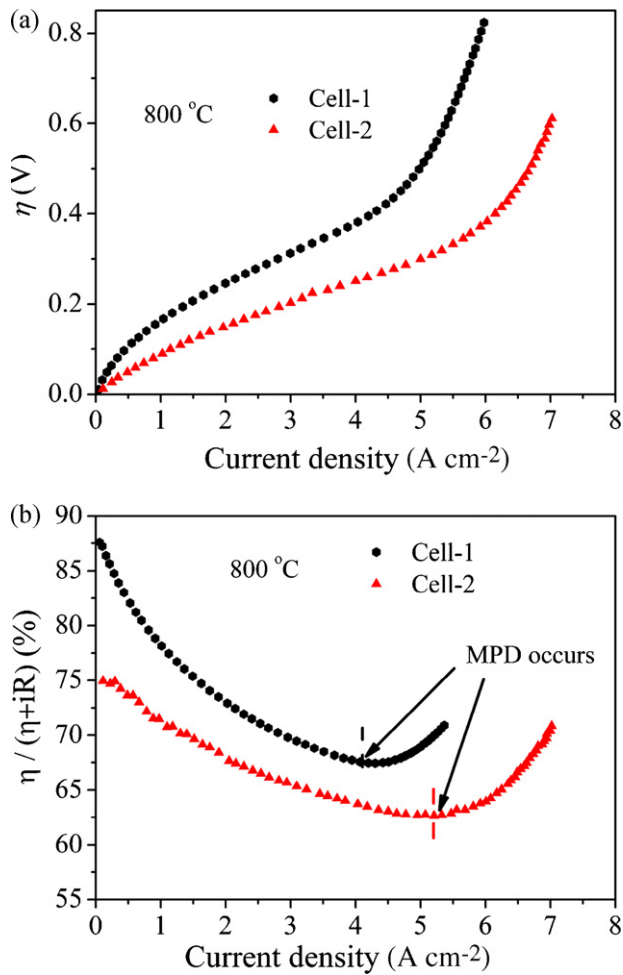 (a)
0.8
0.6
0.4
0.2
0.0
η (V)
800 °C
Cell-1
Cell-2
0 1 2 3 4 5 6 7 8
Current density (A cm-2)
(b)
90
85
80
75
70
65
60
55
η / (η+iR) (%)
800 °C
Cell-1
Cell-2
MPD occurs
0 1 2 3 4 5 6 7 8
Current density (A cm-2)